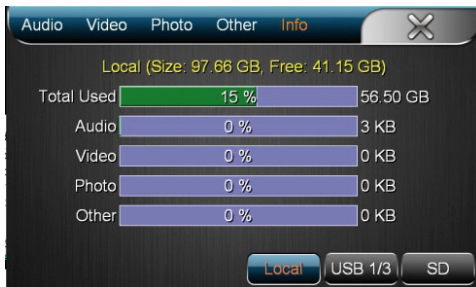 Audio Video Photo Other Info
Local (Size: 97.66 GB, Free: 41.15 GB)
Total Used 15 % 56.50 GB
Audio 0 % 3 KB
Video 0 % 0 KB
Photo 0 % 0 KB
Other 0 % 0 KB
Local USB 1/3 SD